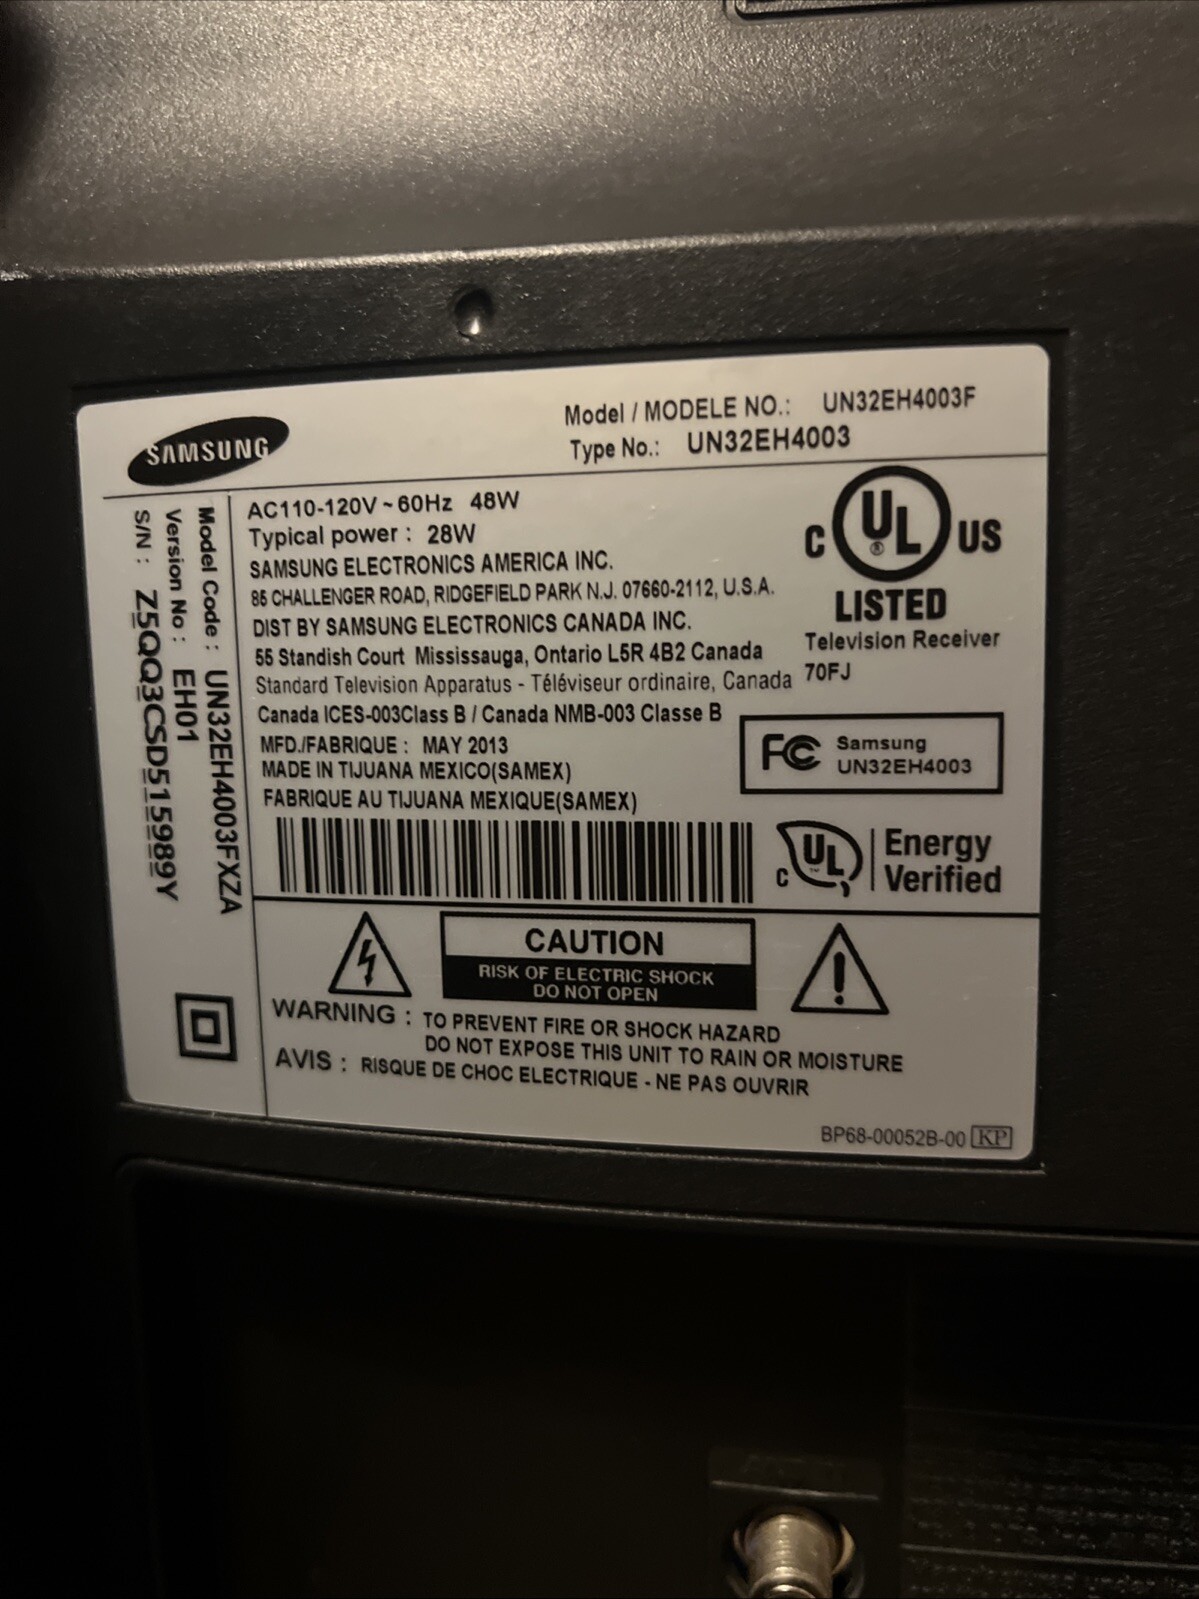 SAMSUNG
Model / MODELE NO.: UN32EH4003F
Type No.: UN32EH4003
Model Code : UN32EH4003FXZA
Version No : EH01
S/N : Z5QQ3CSD515989Y
AC110-120V ~ 60Hz 48W
Typical power : 28W
SAMSUNG ELECTRONICS AMERICA INC.
85 CHALLENGER ROAD, RIDGEFIELD PARK N.J. 07660-2112, U.S.A.
DIST BY SAMSUNG ELECTRONICS CANADA INC.
55 Standish Court Mississauga, Ontario L5R 4B2 Canada
Standard Television Apparatus - Téléviseur ordinaire, Canada
Canada ICES-003Class B / Canada NMB-003 Classe B
MFD./FABRIQUE : MAY 2013
MADE IN TIJUANA MEXICO(SAMEX)
FABRIQUE AU TIJUANA MEXIQUE(SAMEX)
C UL ® US
LISTED
Television Receiver
70FJ
FC Samsung
UN32EH4003
C UL ™ Energy
Verified
CAUTION
RISK OF ELECTRIC SHOCK
DO NOT OPEN
WARNING : TO PREVENT FIRE OR SHOCK HAZARD
DO NOT EXPOSE THIS UNIT TO RAIN OR MOISTURE
AVIS : RISQUE DE CHOC ELECTRIQUE - NE PAS OUVRIR
BP68-00052B-00 KP